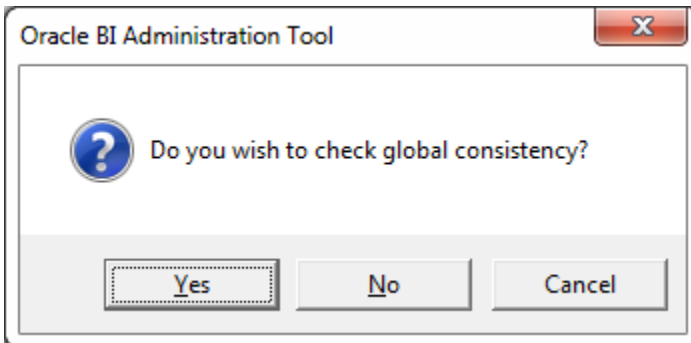 Oracle BI Administration Tool
Do you wish to check global consistency?
Yes
No
Cancel